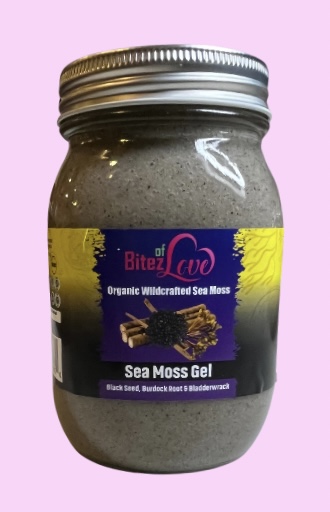 of
Bitez Love
Organic Wildcrafted Sea Moss
Sea Moss Gel
Black Seed, Burdock Root & Bladderwrack